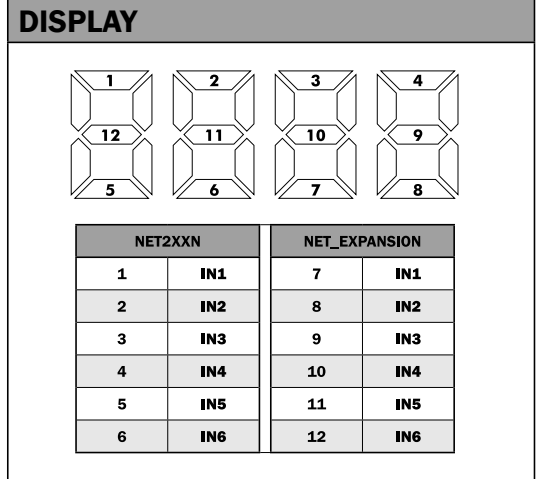 DISPLAY
1 2 3 4
12 11 10 9
5 6 7 8
NET2XXN NET_EXPANSION
1 IN1 7 IN1
2 IN2 8 IN2
3 IN3 9 IN3
4 IN4 10 IN4
5 IN5 11 IN5
6 IN6 12 IN6